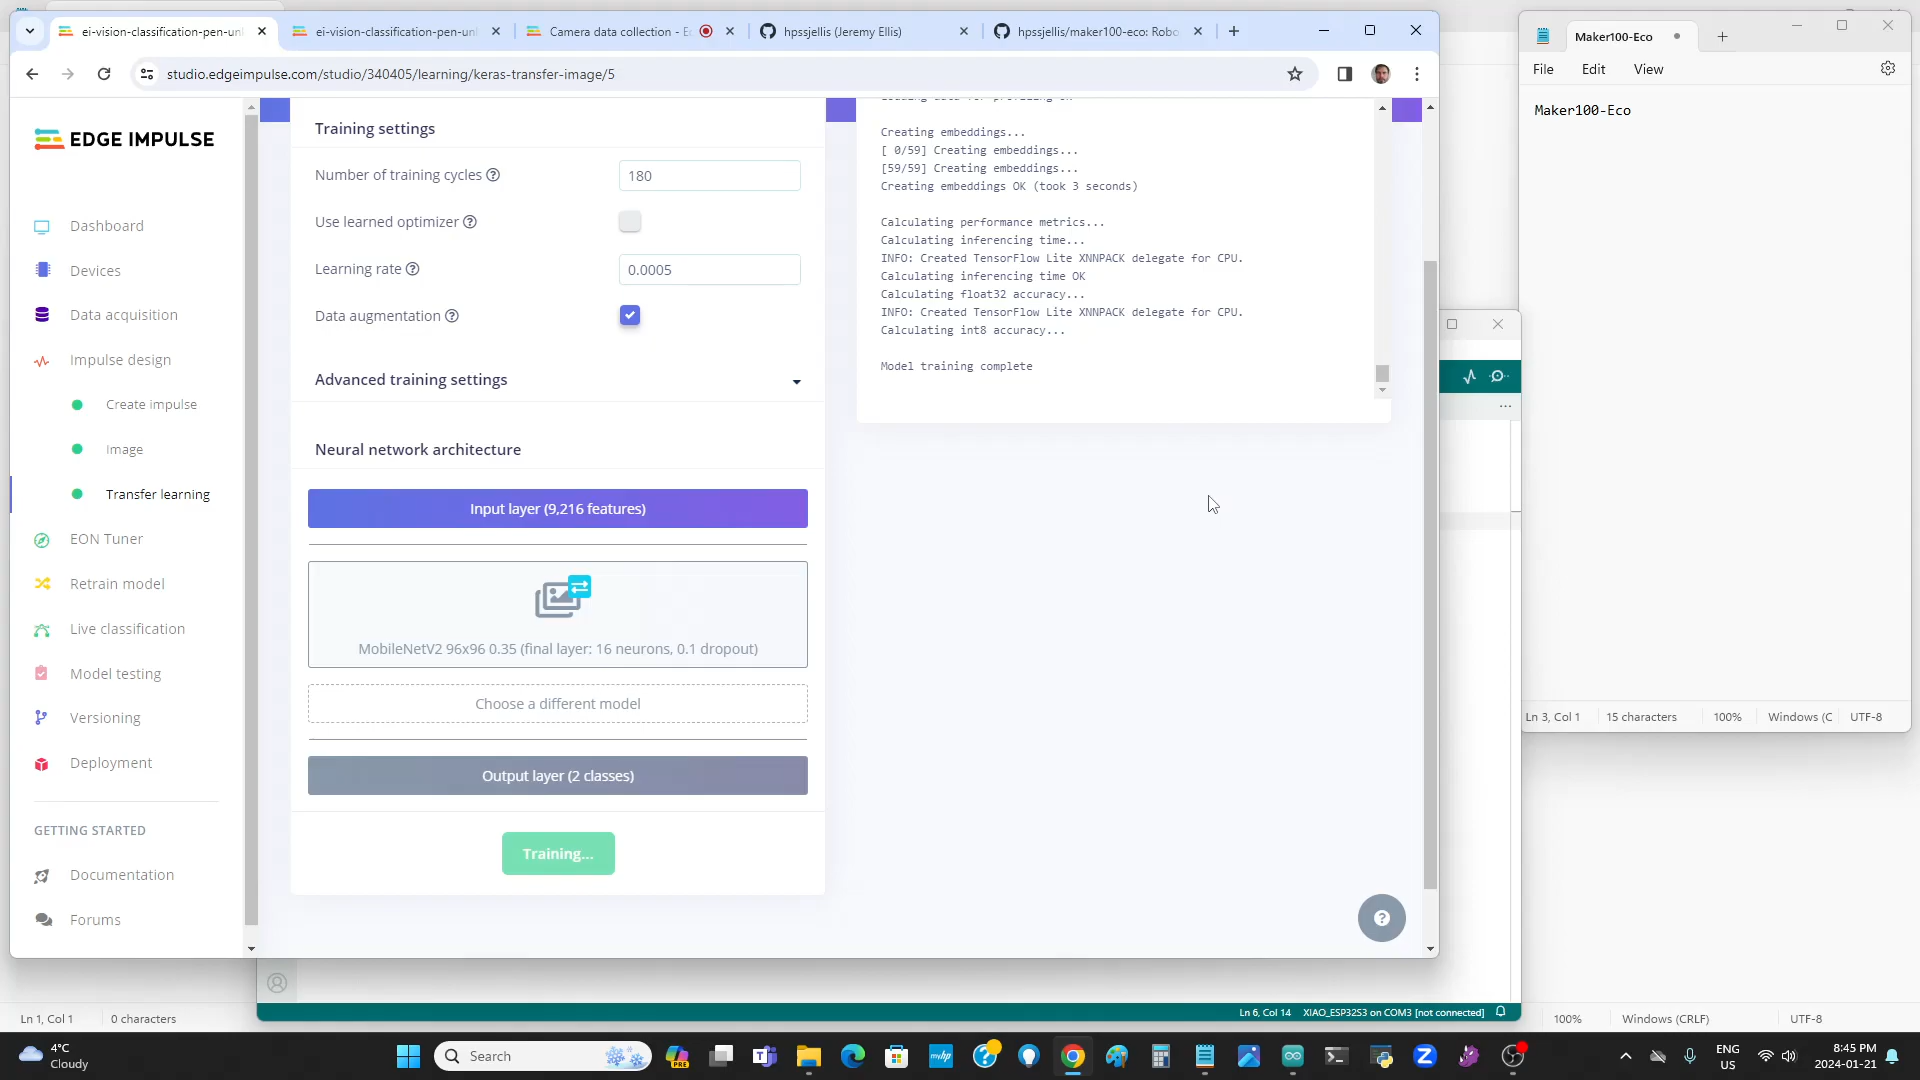 ei-vision-classification-pen-unl
ei-vision-classification-pen-unl
Camera data collection - E
hpssjellis (Jeremy Ellis)
hpssjellis/maker100-eco: Robo
studio.edgeimpulse.com/studio/340405/learning/keras-transfer-image/5
EDGE IMPULSE
Dashboard
Devices
Data acquisition
Impulse design
Create impulse
Image
Transfer learning
EON Tuner
Retrain model
Live classification
Model testing
Versioning
Deployment
GETTING STARTED
Documentation
Forums
Training settings
Number of training cycles
180
Use learned optimizer
Learning rate
0.0005
Data augmentation
Advanced training settings
Neural network architecture
Input layer (9,216 features)
MobileNetV2 96x96 0.35 (final layer: 16 neurons, 0.1 dropout)
Choose a different model
Output layer (2 classes)
Training...
Creating embeddings...
[ 0/59] Creating embeddings...
[59/59] Creating embeddings...
Creating embeddings OK (took 3 seconds)
Calculating performance metrics...
Calculating inferencing time...
INFO: Created TensorFlow Lite XNNPACK delegate for CPU.
Calculating inferencing time OK
Calculating float32 accuracy...
INFO: Created TensorFlow Lite XNNPACK delegate for CPU.
Calculating int8 accuracy...
Model training complete
Maker100-Eco
File Edit View
Maker100-Eco
Ln 3, Col 1 15 characters 100% Windows (C UTF-8
Ln 6, Col 14 XIAO_ESP32S3 on COM3 [not connected]
Ln 1, Col 1 0 characters 100% Windows (CRLF) UTF-8
4°C
Cloudy
Search
PRE
myhp
ENG
US
8:45 PM
2024-01-21